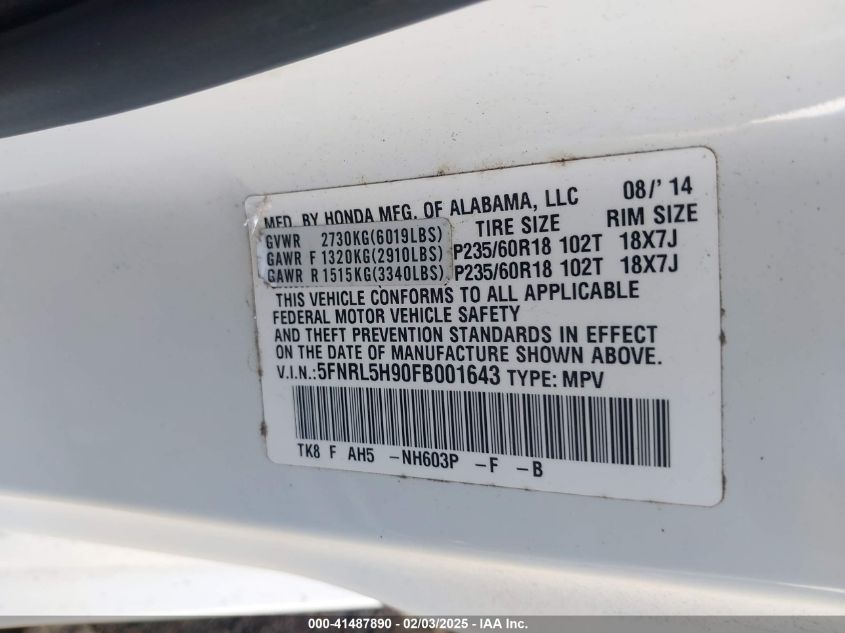 MFD. BY HONDA MFG. OF ALABAMA, LLC 08/'14
TIRE SIZE RIM SIZE
GVWR 2730KG(6019LBS)
GAWR F 1320KG(2910LBS) P235/60R18 102T 18X7J
GAWR R 1515KG(3340LBS) P235/60R18 102T 18X7J
THIS VEHICLE CONFORMS TO ALL APPLICABLE
FEDERAL MOTOR VEHICLE SAFETY
AND THEFT PREVENTION STANDARDS IN EFFECT
ON THE DATE OF MANUFACTURE SHOWN ABOVE.
V.I.N.:5FNRL5H90FB001643 TYPE: MPV
TK8 F AH5 -NH603P -F -B
000-41487890 - 02/03/2025 - IAA Inc.